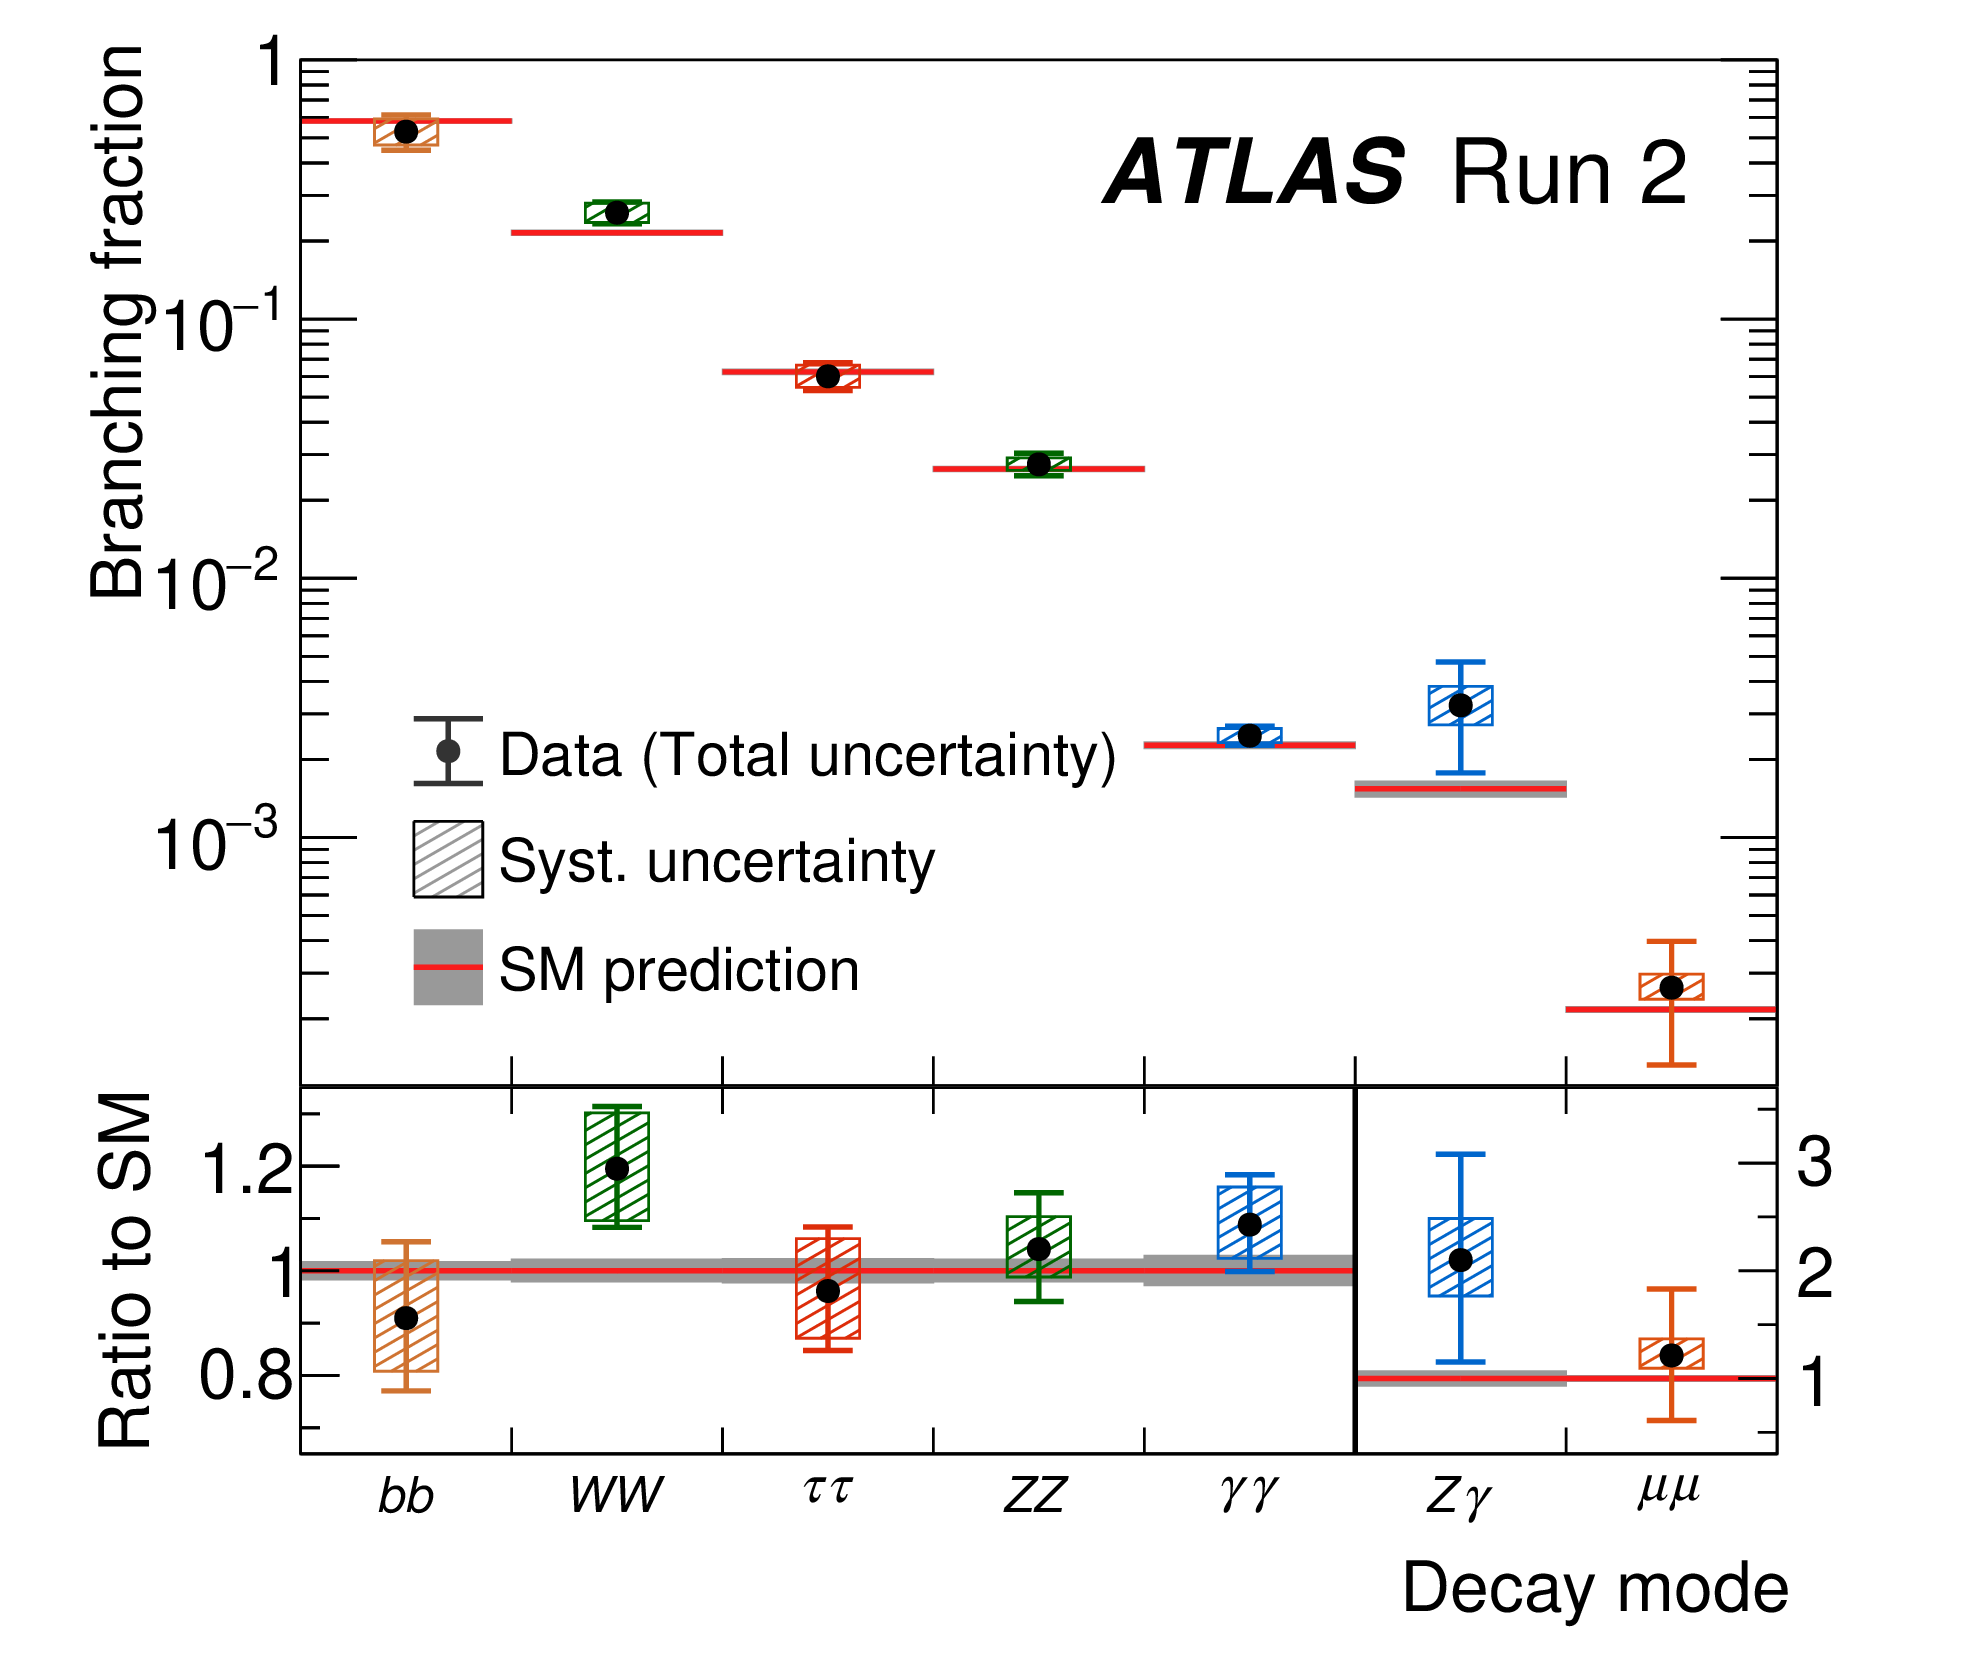 Branching fraction
1
10⁻¹
10⁻²
10⁻³
ATLAS Run 2
Data (Total uncertainty)
Syst. uncertainty
SM prediction
Ratio to SM
1.2
1
0.8
3
2
1
bb WW ττ ZZ γγ Zγ μμ
Decay mode